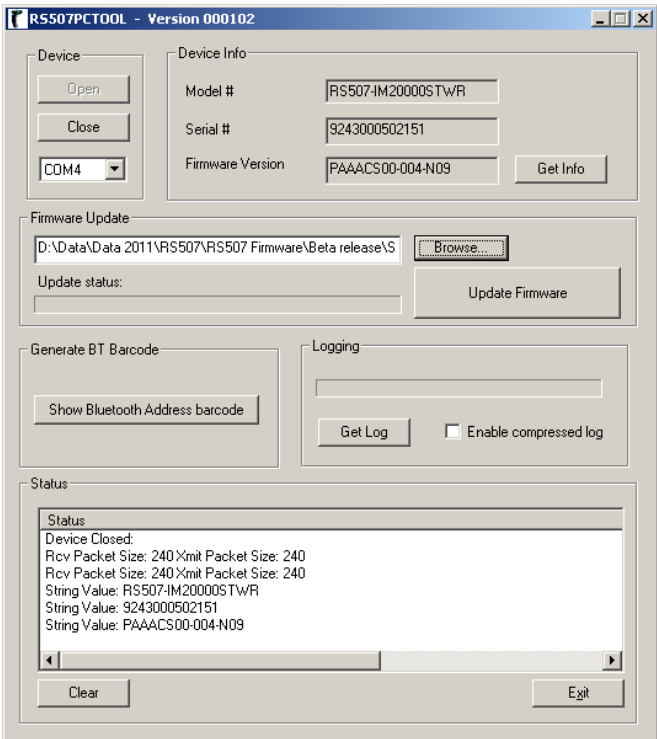 RS507PCTOOL - Version 000102
Device
Open
Close
COM4
Device Info
Model #
RS507-IM20000STWR
Serial #
9243000502151
Firmware Version
PAAACS00-004-N09
Get Info
Firmware Update
D:\Data\Data 2011\RS507\RS507 Firmware\Beta release\S
Browse...
Update status:
Update Firmware
Generate BT Barcode
Show Bluetooth Address barcode
Logging
Get Log
Enable compressed log
Status
Status
Device Closed:
Rcv Packet Size: 240 Xmit Packet Size: 240
Rcv Packet Size: 240 Xmit Packet Size: 240
String Value: RS507-IM20000STWR
String Value: 9243000502151
String Value: PAAACS00-004-N09
Clear
Exit